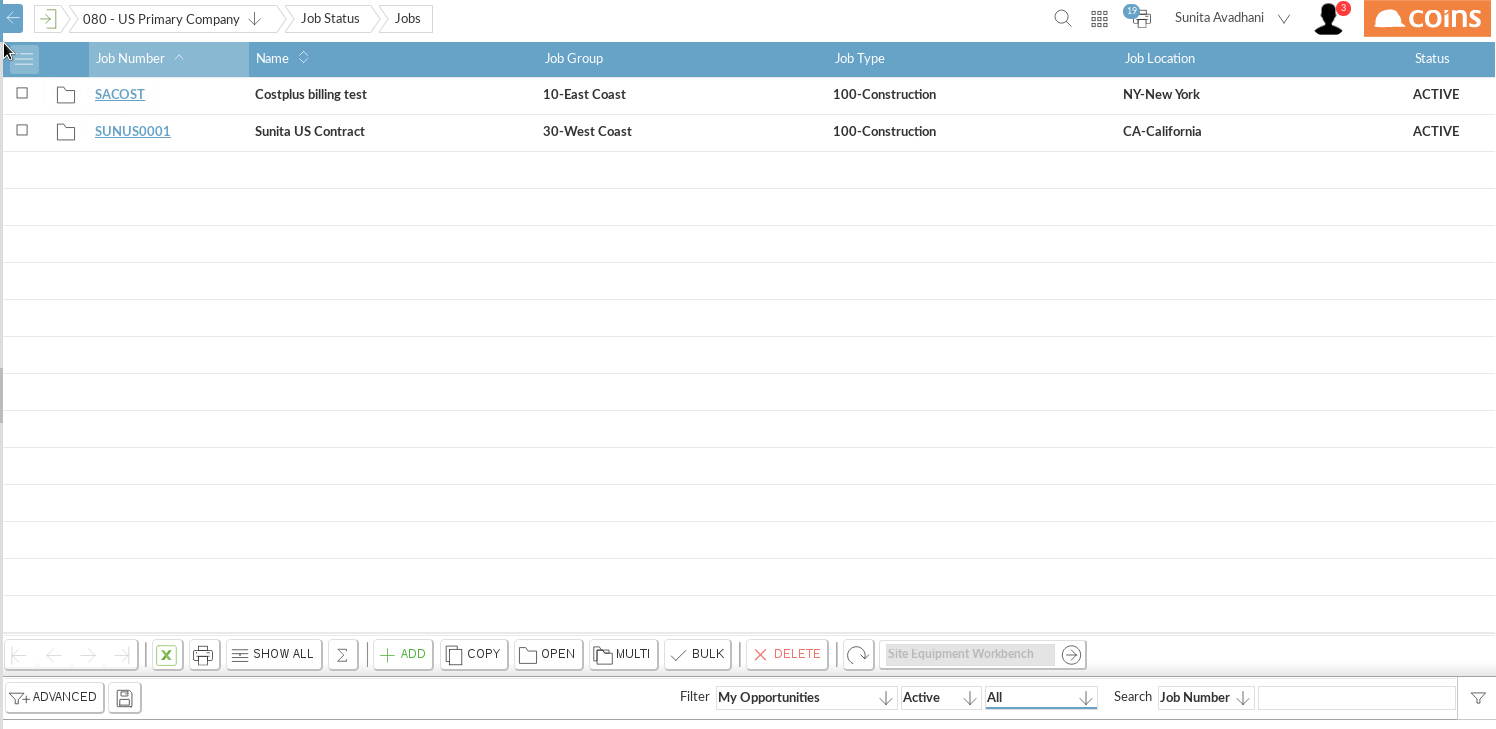 080 - US Primary Company Job Status Jobs 19 Sunita Avadhani 3 coins
Job Number Name Job Group Job Type Job Location Status
SACOST Costplus billing test 10-East Coast 100-Construction NY-New York ACTIVE
SUNUS0001 Sunita US Contract 30-West Coast 100-Construction CA-California ACTIVE
X SHOW ALL Σ ADD COPY OPEN MULTI BULK DELETE Site Equipment Workbench
ADVANCED Filter My Opportunities Active All Search Job Number